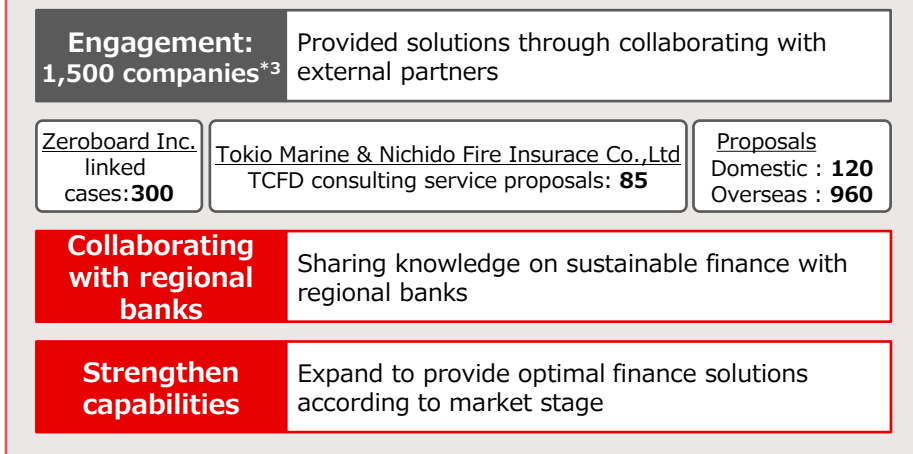 Engagement:
1,500 companies*3
Provided solutions through collaborating with
external partners
Zeroboard Inc.
linked
cases:300
Tokio Marine & Nichido Fire Insurace Co.,Ltd
TCFD consulting service proposals: 85
Proposals
Domestic : 120
Overseas : 960
Collaborating
with regional
banks
Sharing knowledge on sustainable finance with
regional banks
Strengthen
capabilities
Expand to provide optimal finance solutions
according to market stage